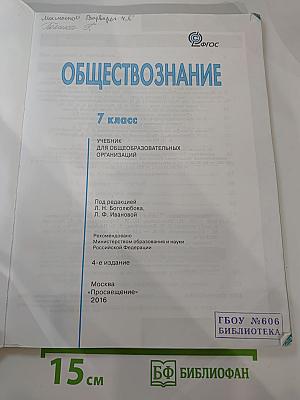 ФГОС
ОБЩЕСТВОЗНАНИЕ
7 класс
УЧЕБНИК
ДЛЯ ОБЩЕОБРАЗОВАТЕЛЬНЫХ
ОРГАНИЗАЦИЙ
Под редакцией
Л. Н. Боголюбова,
Л. Ф. Ивановой
Рекомендовано
Министерством образования и науки
Российской Федерации
4-е издание
Москва
«Просвещение»
2016
ГБОУ №606
БИБЛИОТЕКА
15 см
БФ БИБЛИОФАН